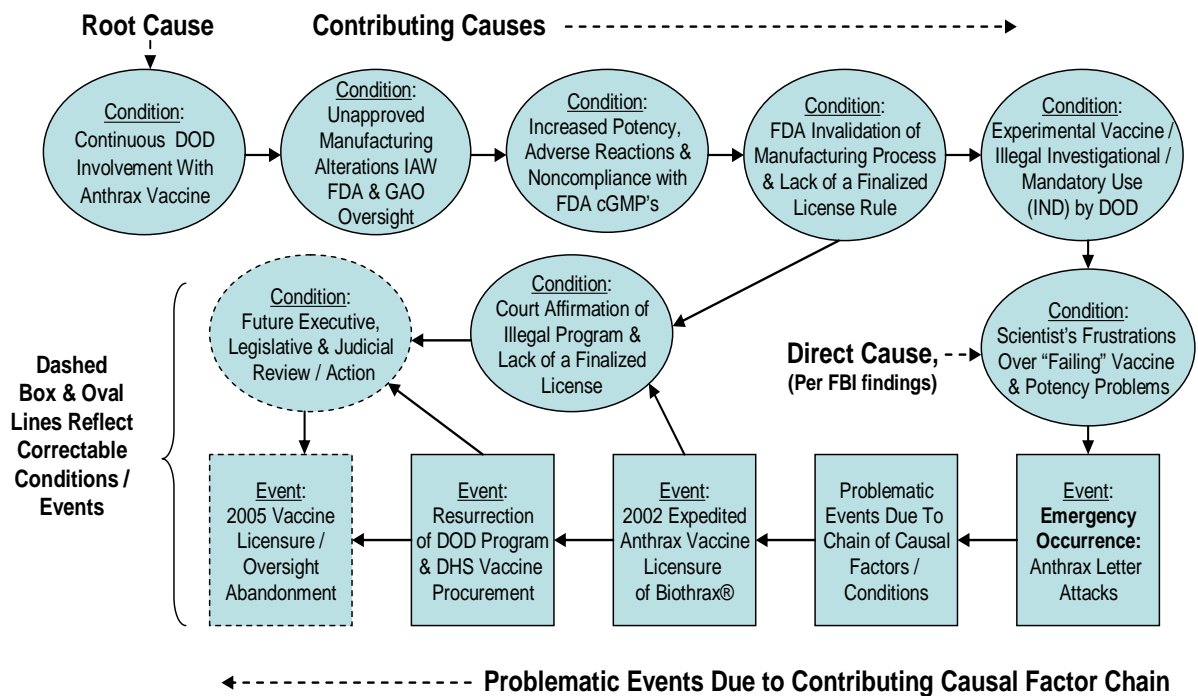 Root Cause
Contributing Causes
Condition:
Continuous DOD
Involvement With
Anthrax Vaccine
Condition:
Unapproved
Manufacturing
Alterations IAW
FDA & GAO
Oversight
Condition:
Increased Potency,
Adverse Reactions &
Noncompliance with
FDA cGMP's
Condition:
FDA Invalidation of
Manufacturing Process
& Lack of a Finalized
License Rule
Condition:
Experimental Vaccine /
Illegal Investigational /
Mandatory Use
(IND) by DOD
Condition:
Future Executive,
Legislative & Judicial
Review / Action
Condition:
Court Affirmation of
Illegal Program &
Lack of a Finalized
License
Direct Cause,
(Per FBI findings)
Condition:
Scientist's Frustrations
Over “Failing” Vaccine
& Potency Problems
Dashed
Box & Oval
Lines Reflect
Correctable
Conditions /
Events
Event:
2005 Vaccine
Licensure /
Oversight
Abandonment
Event:
Resurrection
of DOD Program
& DHS Vaccine
Procurement
Event:
2002 Expedited
Anthrax Vaccine
Licensure
of Biothrax®
Problematic
Events Due To
Chain of Causal
Factors /
Conditions
Event:
Emergency
Occurrence:
Anthrax Letter
Attacks
Problematic Events Due to Contributing Causal Factor Chain